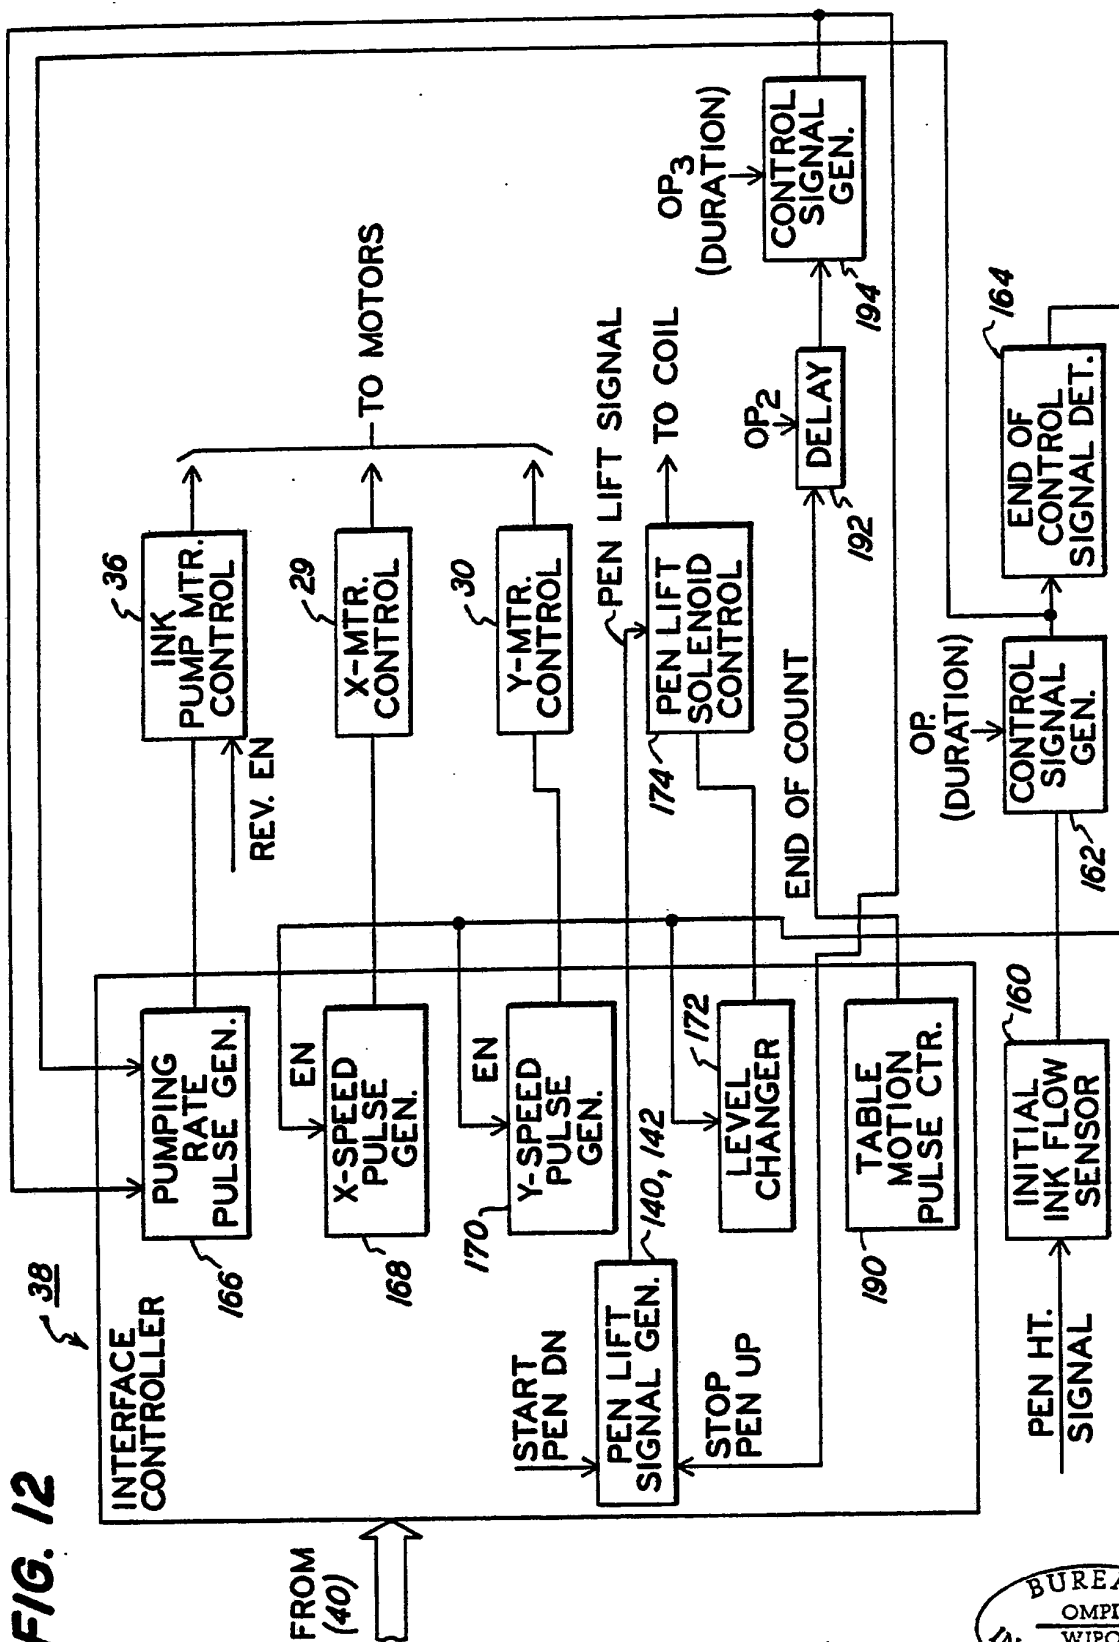 FIG. 12
38
INTERFACE
CONTROLLER
FROM
(40)
PUMPING
RATE
PULSE GEN.
166
INK
PUMP MTR.
CONTROL
36
REV. EN
EN
X-SPEED
PULSE
GEN.
168
X-MTR.
CONTROL
29
TO MOTORS
EN
Y-SPEED
PULSE
GEN.
170
Y-MTR.
CONTROL
30
START
PEN DN
PEN LIFT
SIGNAL GEN.
140, 142
STOP
PEN UP
PEN LIFT SIGNAL
PEN LIFT
SOLENOID
CONTROL
174
TO COIL
LEVEL
CHANGER
172
TABLE
MOTION
PULSE CTR.
190
END OF COUNT
OP2
DELAY
192
OP3
(DURATION)
CONTROL
SIGNAL
GEN.
194
PEN HT.
SIGNAL
INITIAL
INK FLOW
SENSOR
160
OP.
(DURATION)
CONTROL
SIGNAL
GEN.
162
END OF
CONTROL
SIGNAL DET.
164
BUREA
OMPI
WIPO